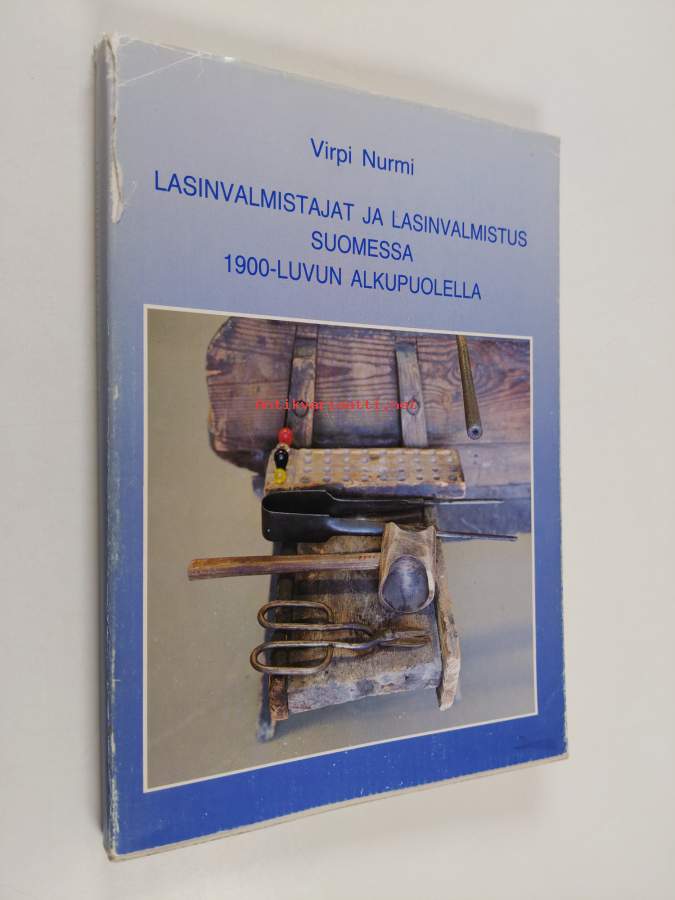 Virpi Nurmi
LASINVALMISTAJAT JA LASINVALMISTUS
SUOMESSA
1900-LUVUN ALKUPUOLELLA
Antikvariaatti.net